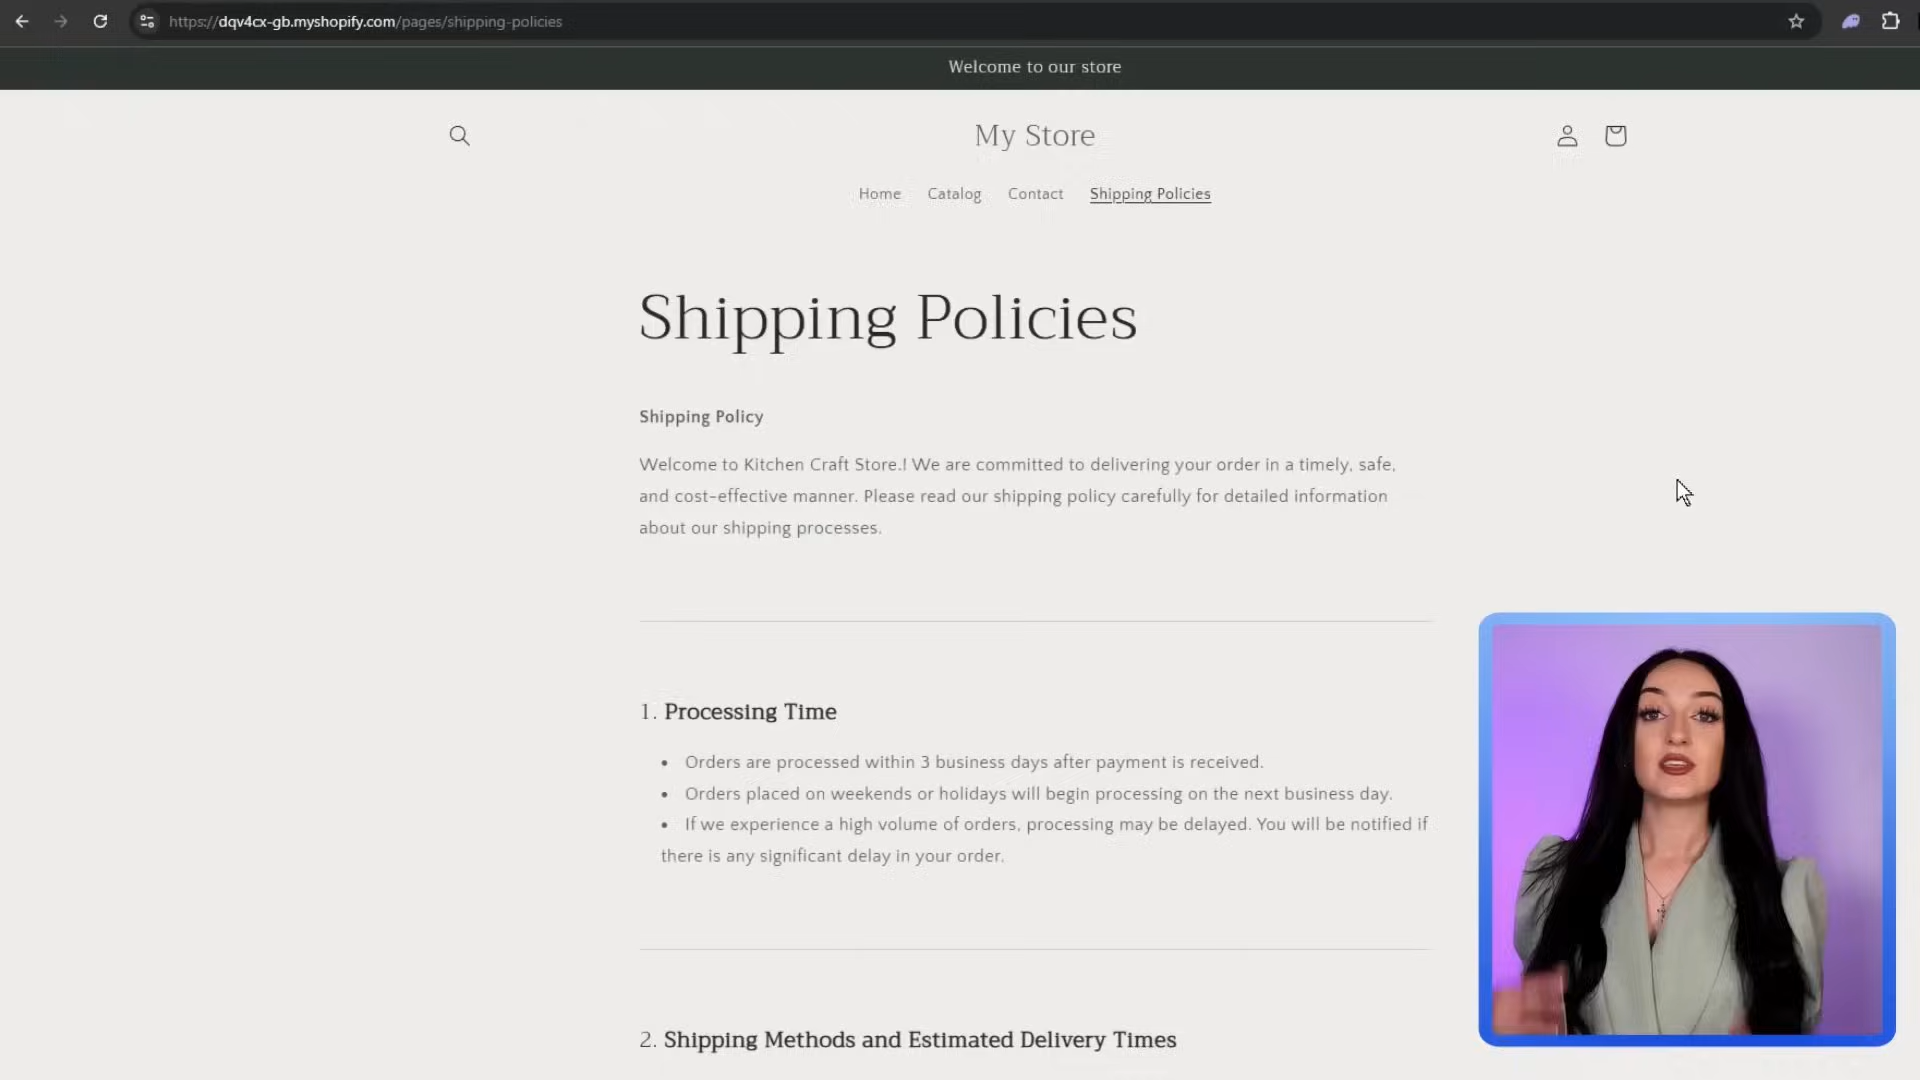 https://dqv4cx-gb.myshopify.com/pages/shipping-policies
Welcome to our store
My Store
Home Catalog Contact Shipping Policies
Shipping Policies
Shipping Policy
Welcome to Kitchen Craft Store.! We are committed to delivering your order in a timely, safe,
and cost-effective manner. Please read our shipping policy carefully for detailed information
about our shipping processes.
1. Processing Time
• Orders are processed within 3 business days after payment is received.
• Orders placed on weekends or holidays will begin processing on the next business day.
• If we experience a high volume of orders, processing may be delayed. You will be notified if
there is any significant delay in your order.
2. Shipping Methods and Estimated Delivery Times